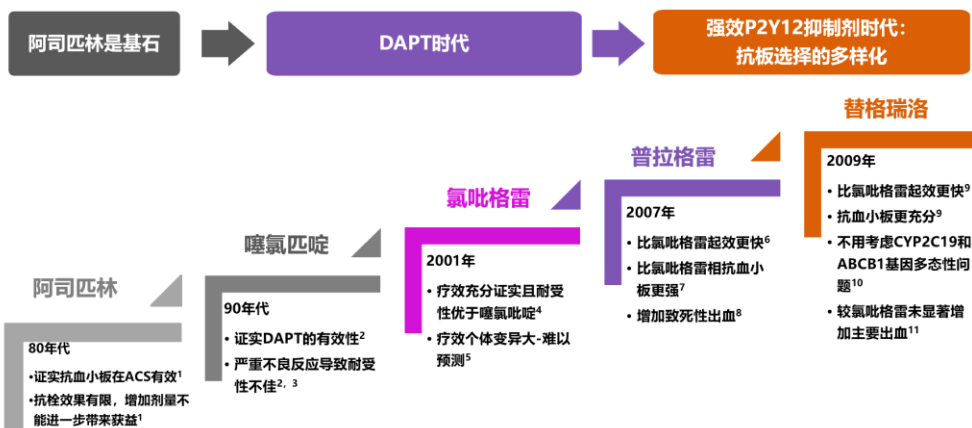 阿司匹林是基石
DAPT时代
强效P2Y12抑制剂时代：
抗板选择的多样化
阿司匹林
80年代
•证实抗血小板在ACS有效1
•抗栓效果有限，增加剂量不
能进一步带来获益1
噻氯匹啶
90年代
• 证实DAPT的有效性2
• 严重不良反应导致耐受
性不佳2，3
氯吡格雷
2001年
• 疗效充分证实且耐受
性优于噻氯吡啶4
• 疗效个体变异大-难以
预测5
普拉格雷
2007年
• 比氯吡格雷起效更快6
• 比氯吡格雷相抗血小
板更强7
• 增加致死性出血8
替格瑞洛
2009年
• 比氯吡格雷起效更快9
• 抗血小板更充分9
• 不用考虑CYP2C19和
ABCB1基因多态性问
题10
• 较氯吡格雷未显著增
加主要出血11